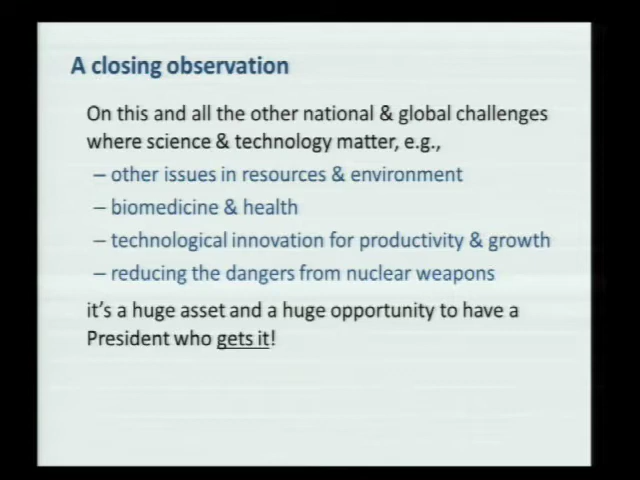 A closing observation
On this and all the other national & global challenges
where science & technology matter, e.g.,
– other issues in resources & environment
– biomedicine & health
– technological innovation for productivity & growth
– reducing the dangers from nuclear weapons
it's a huge asset and a huge opportunity to have a
President who gets it!